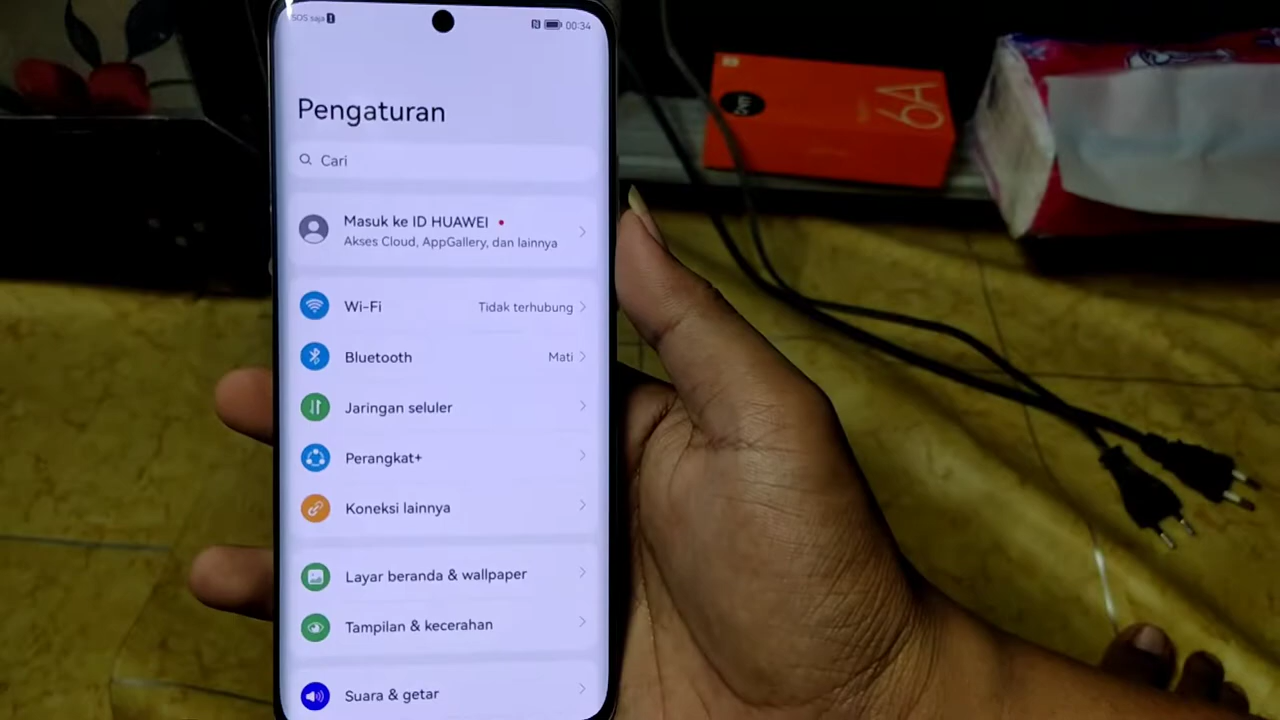 SOS saja
00:34
Pengaturan
Cari
Masuk ke ID HUAWEI
Akses Cloud, AppGallery, dan lainnya
Wi-Fi
Tidak terhubung
Bluetooth
Mati
Jaringan seluler
Perangkat+
Koneksi lainnya
Layar beranda & wallpaper
Tampilan & kecerahan
Suara & getar
6A